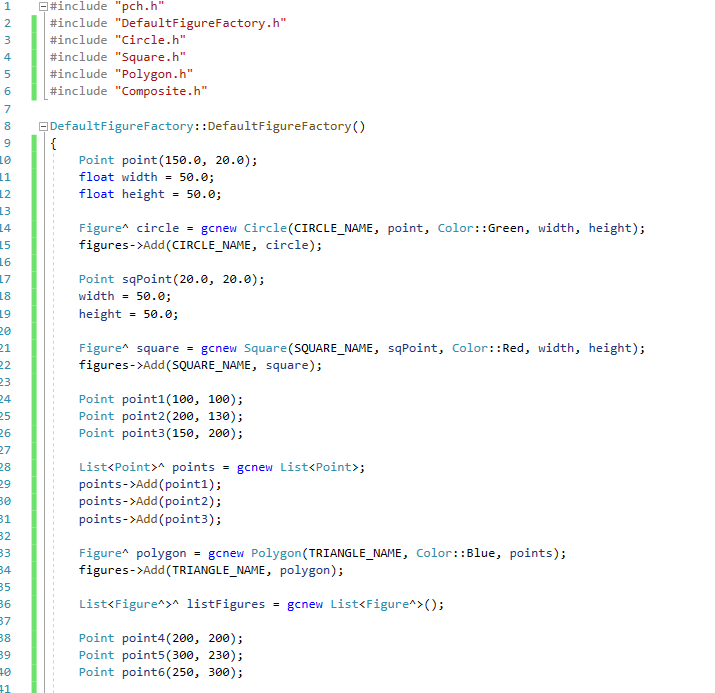 1 #include "pch.h"
2 #include "DefaultFigureFactory.h"
3 #include "Circle.h"
4 #include "Square.h"
5 #include "Polygon.h"
6 #include "Composite.h"
7
8 DefaultFigureFactory::DefaultFigureFactory()
9 {
10 Point point(150.0, 20.0);
11 float width = 50.0;
12 float height = 50.0;
13
14 Figure^ circle = gcnew Circle(CIRCLE_NAME, point, Color::Green, width, height);
15 figures->Add(CIRCLE_NAME, circle);
16
17 Point sqPoint(20.0, 20.0);
18 width = 50.0;
19 height = 50.0;
20
21 Figure^ square = gcnew Square(SQUARE_NAME, sqPoint, Color::Red, width, height);
22 figures->Add(SQUARE_NAME, square);
23
24 Point point1(100, 100);
25 Point point2(200, 130);
26 Point point3(150, 200);
27
28 List<Point>^ points = gcnew List<Point>;
29 points->Add(point1);
30 points->Add(point2);
31 points->Add(point3);
32
33 Figure^ polygon = gcnew Polygon(TRIANGLE_NAME, Color::Blue, points);
34 figures->Add(TRIANGLE_NAME, polygon);
35
36 List<Figure^>^ listFigures = gcnew List<Figure^>();
37
38 Point point4(200, 200);
39 Point point5(300, 230);
40 Point point6(250, 300);
41